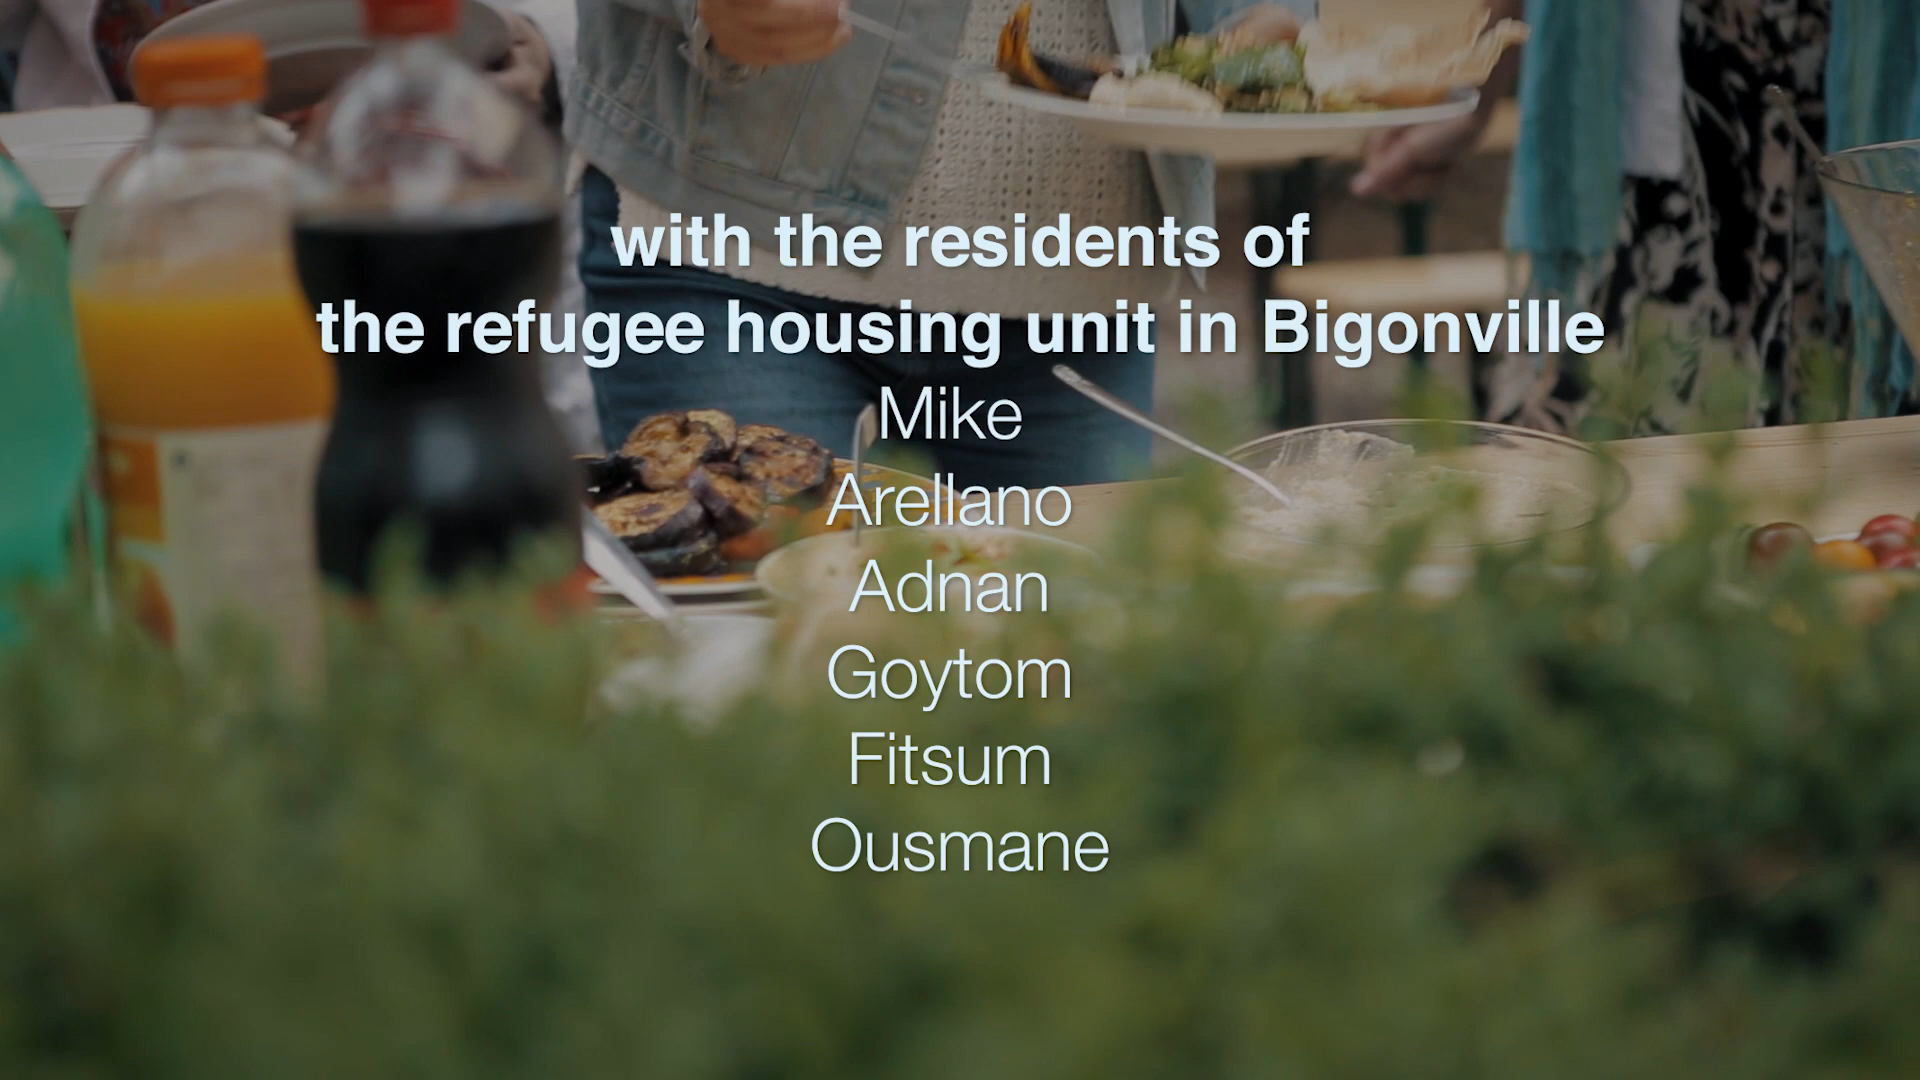 with the residents of
the refugee housing unit in Bigonville
Mike
Arellano
Adnan
Goytom
Fitsum
Ousmane